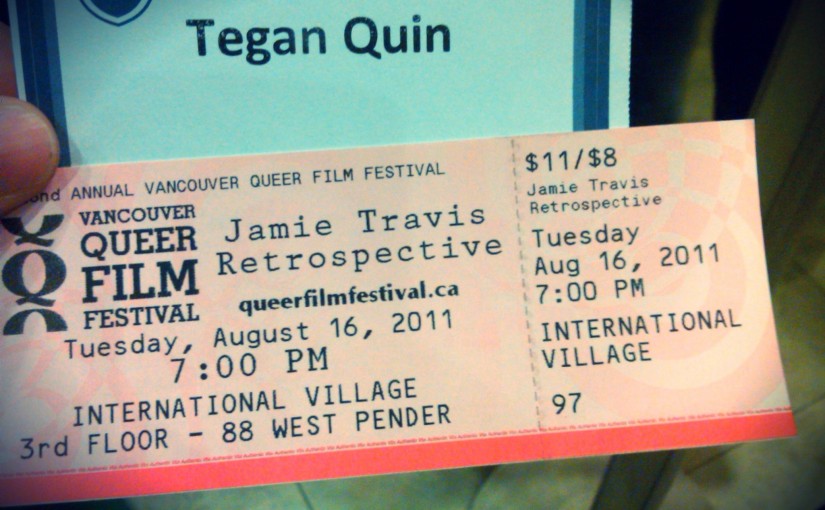 Tegan Quin
ANNUAL VANCOUVER QUEER FILM FESTIVAL
VANCOUVER
QUEER
FILM
FESTIVAL
Jamie Travis
Retrospective
queerfilmfestival.ca
Tuesday, August 16, 2011
7:00 PM
INTERNATIONAL VILLAGE
3rd FLOOR - 88 WEST PENDER
$11/$8
Jamie Travis
Retrospective
Tuesday
Aug 16, 2011
7:00 PM
INTERNATIONAL
VILLAGE
97